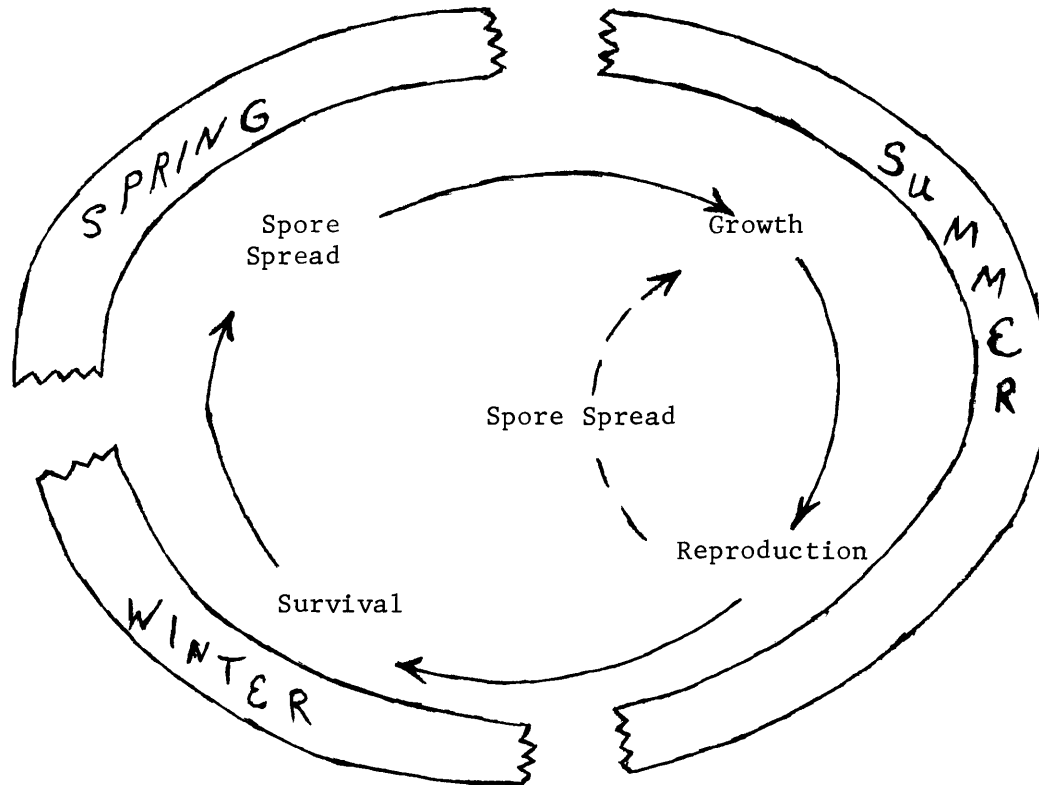 SPRING
SUMMER
Spore
Spread
Growth
Spore Spread
Reproduction
Survival
WINTER